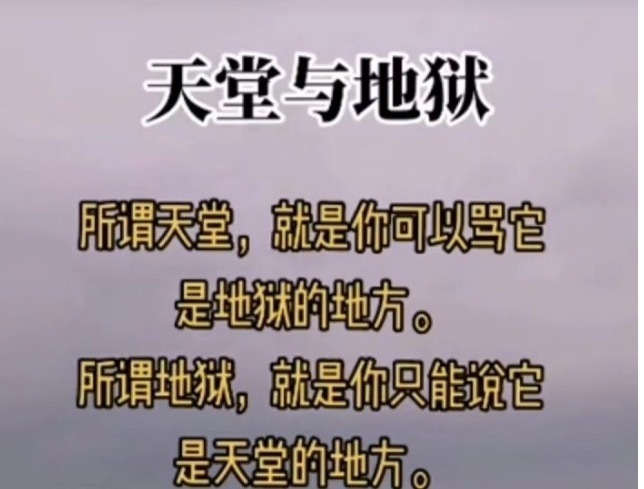 天堂与地狱
所谓天堂，就是你可以骂它
是地狱的地方。
所谓地狱，就是你只能说它
是天堂的地方。